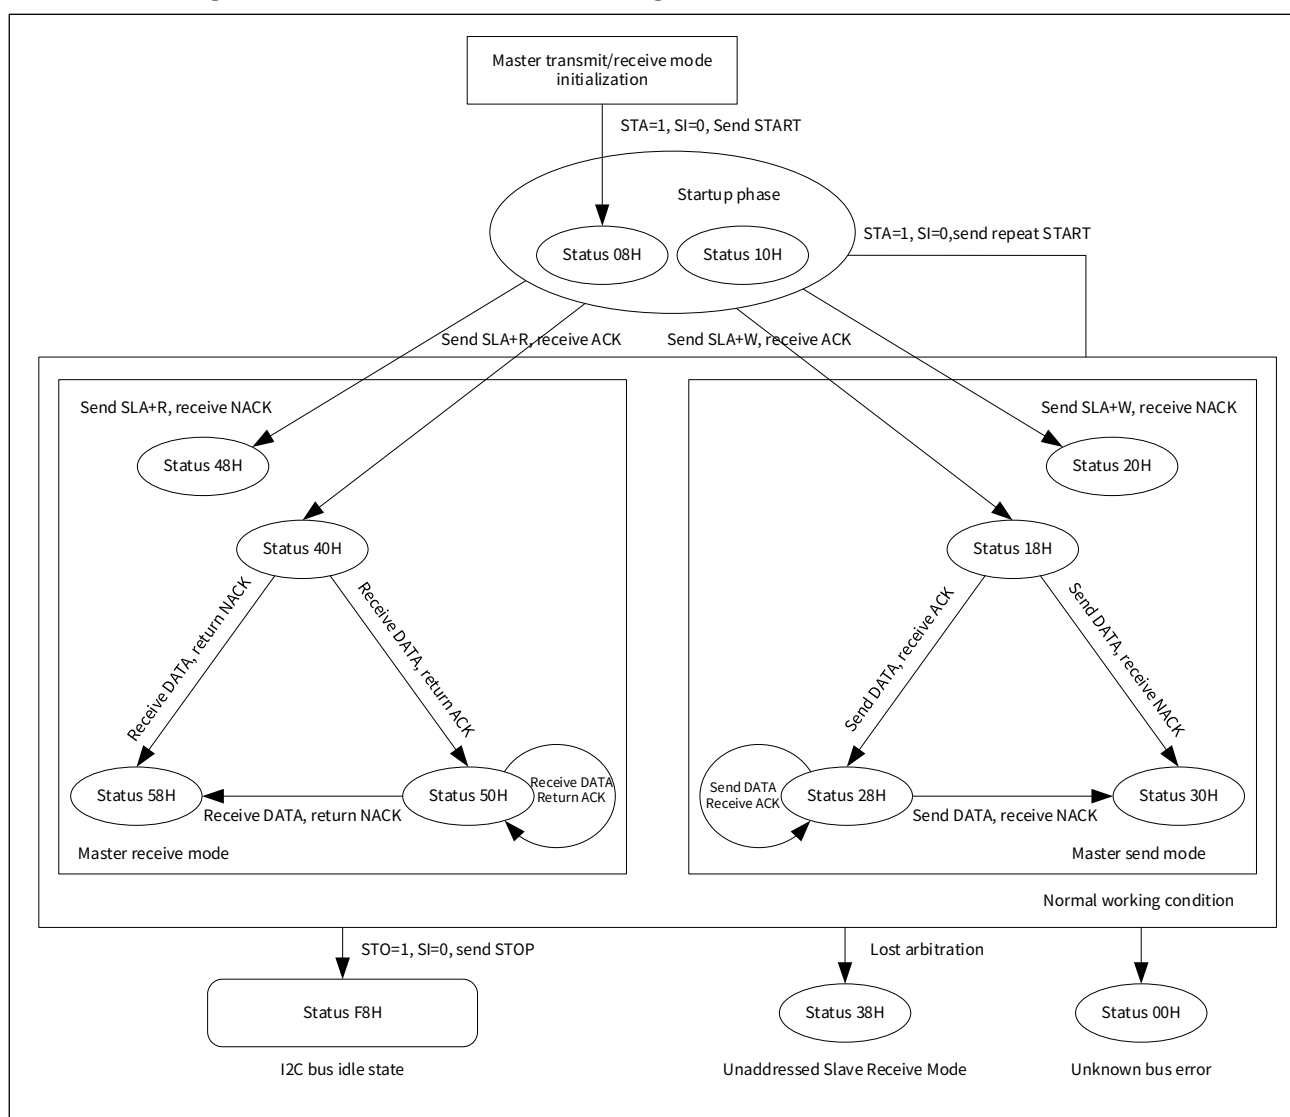 Master transmit/receive mode
initialization
STA=1, SI=0, Send START
Startup phase
STA=1, SI=0,send repeat START
Status 08H
Status 10H
Send SLA+R, receive ACK
Send SLA+W, receive ACK
Send SLA+R, receive NACK
Send SLA+W, receive NACK
Status 48H
Status 20H
Status 40H
Status 18H
Receive DATA, return NACK
Receive DATA, return ACK
Send DATA, receive ACK
Send DATA, receive NACK
Status 58H
Status 50H
Receive DATA
Return ACK
Send DATA
Receive ACK
Status 28H
Status 30H
Receive DATA, return NACK
Send DATA, receive NACK
Master receive mode
Master send mode
Normal working condition
STO=1, SI=0, send STOP
Lost arbitration
Status F8H
Status 38H
Status 00H
I2C bus idle state
Unaddressed Slave Receive Mode
Unknown bus error